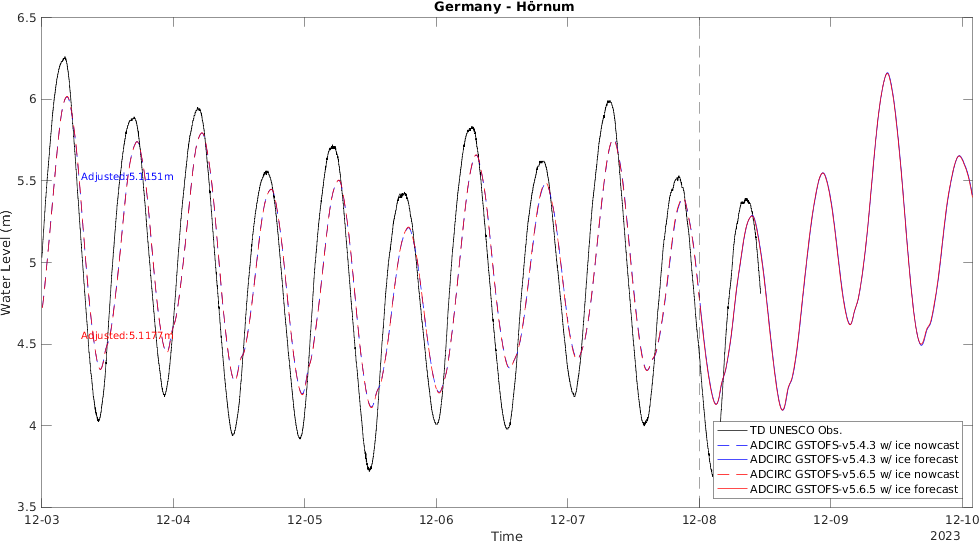 Germany - Hörnum
6.5
6
5.5
5
4.5
4
3.5
Water Level (m)
Adjusted:5.1151m
Adjusted:5.1177m
TD UNESCO Obs.
ADCIRC GSTOFS-v5.4.3 w/ ice nowcast
ADCIRC GSTOFS-v5.4.3 w/ ice forecast
ADCIRC GSTOFS-v5.6.5 w/ ice nowcast
ADCIRC GSTOFS-v5.6.5 w/ ice forecast
12-03 12-04 12-05 12-06 12-07 12-08 12-09 12-10
Time
2023